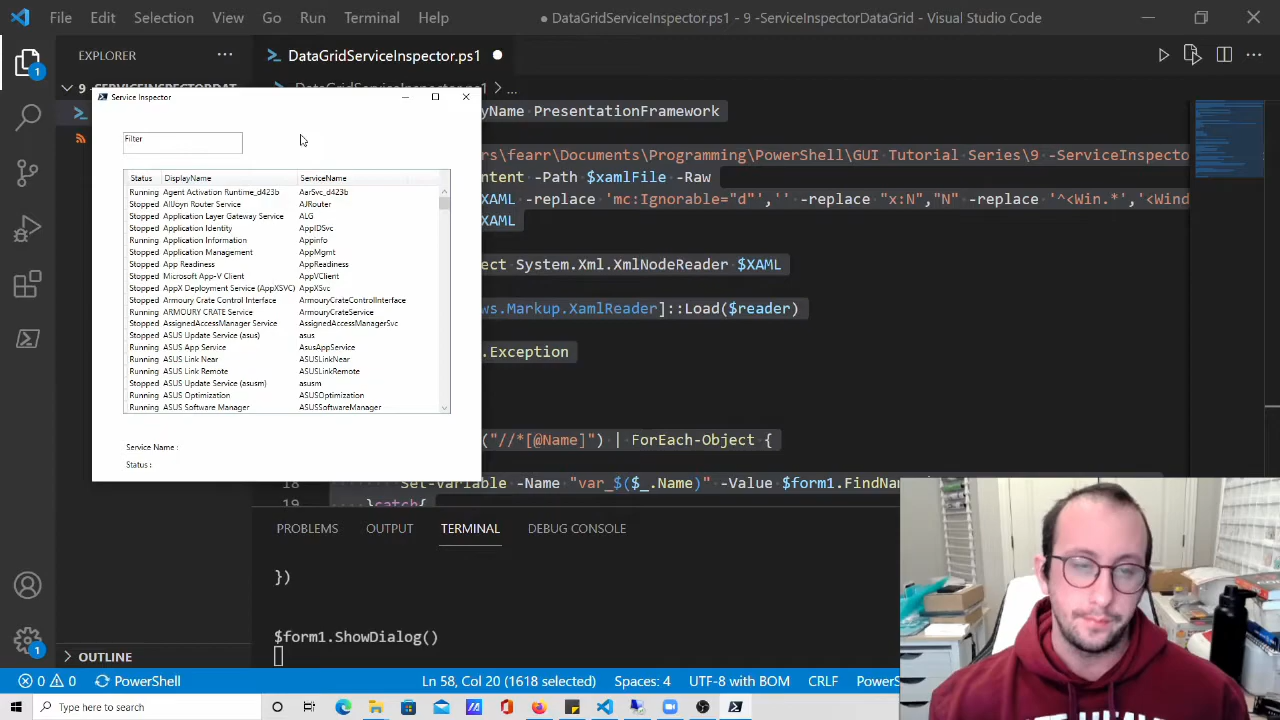 File Edit Selection View Go Run Terminal Help
● DataGridServiceInspector.ps1 - 9 -ServiceInspectorDataGrid - Visual Studio Code
EXPLORER
DataGridServiceInspector.ps1
Service Inspector
yName PresentationFramework
Filter
rs\fearr\Documents\Programming\PowerShell\GUI Tutorial Series\9 -ServiceInspecto
ntent -Path $xamlFile -Raw
XAML -replace 'mc:Ignorable="d"','' -replace "x:N","N" -replace '^<Win.*','<Wind
XAML
ect System.Xml.XmlNodeReader $XAML
ws.Markup.XamlReader]::Load($reader)
.Exception
("//*[@Name]") | ForEach-Object {
18 Set-Variable -Name "var_$($_.Name)" -Value $form1.FindNa
19 }catch{
Status DisplayName ServiceName
Running Agent Activation Runtime_d423b AarSvc_d423b
Stopped AllJoyn Router Service AJRouter
Stopped Application Layer Gateway Service ALG
Stopped Application Identity AppIDSvc
Running Application Information Appinfo
Stopped Application Management AppMgmt
Stopped App Readiness AppReadiness
Stopped Microsoft App-V Client AppVClient
Stopped AppX Deployment Service (AppXSVC) AppXSvc
Stopped Armoury Crate Control Interface ArmouryCrateControlInterface
Running ARMOURY CRATE Service ArmouryCrateService
Stopped AssignedAccessManager Service AssignedAccessManagerSvc
Stopped ASUS Update Service (asus) asus
Running ASUS App Service AsusAppService
Running ASUS Link Near ASUSLinkNear
Running ASUS Link Remote ASUSLinkRemote
Stopped ASUS Update Service (asusm) asusm
Running ASUS Optimization ASUSOptimization
Running ASUS Software Manager ASUSSoftwareManager
Service Name :
Status :
PROBLEMS OUTPUT TERMINAL DEBUG CONSOLE
})
$form1.ShowDialog()
1
1
OUTLINE
0 0 PowerShell Ln 58, Col 20 (1618 selected) Spaces: 4 UTF-8 with BOM CRLF PowerS
Type here to search